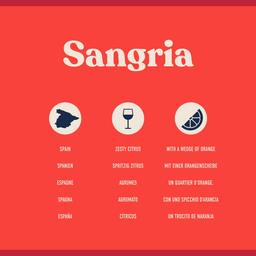 Sangria
SPAIN ZESTY CITRUS WITH A WEDGE OF ORANGE
SPANIEN SPRITZIG ZITRUS MIT EINER ORANGENSCHEIBE
ESPAGNE AGRUMES UN QUARTIER D'ORANGE.
SPAGNA AGRUMATO CON UNO SPICCHIO D'ARANCIA
ESPAÑA CÍTRICOS UN TROCITO DE NARANJA